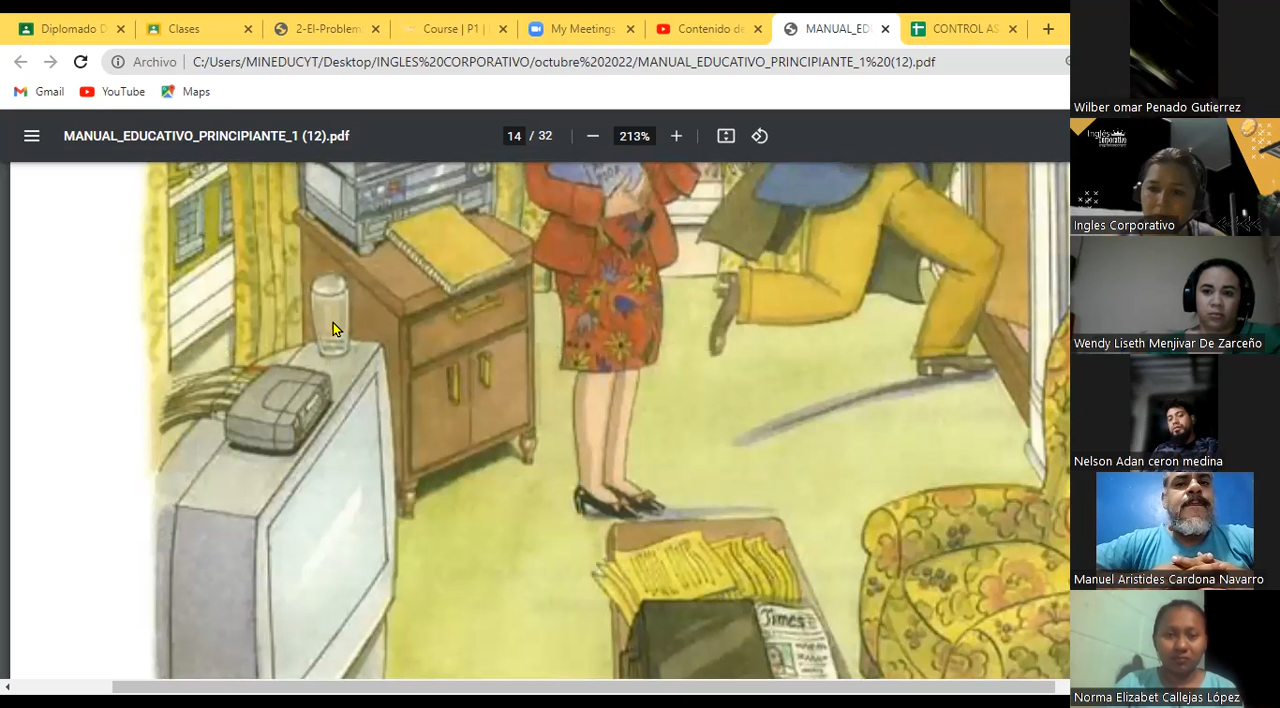 Diplomado D
Clases
2-El-Problem
Course | P1 |
My Meetings
Contenido de
MANUAL_ED
CONTROL AS
Archivo
C:/Users/MINEDUCYT/Desktop/INGLES%20CORPORATIVO/octubre%202022/MANUAL_EDUCATIVO_PRINCIPIANTE_1%20(12).pdf
Gmail
YouTube
Maps
MANUAL_EDUCATIVO_PRINCIPIANTE_1 (12).pdf
14 / 32
213%
Times
Wilber omar Penado Gutierrez
Inglés
Corporativo
Ingles Corporativo
Wendy Liseth Menjivar De Zarceño
Nelson Adan ceron medina
Manuel Aristides Cardona Navarro
Norma Elizabet Callejas López